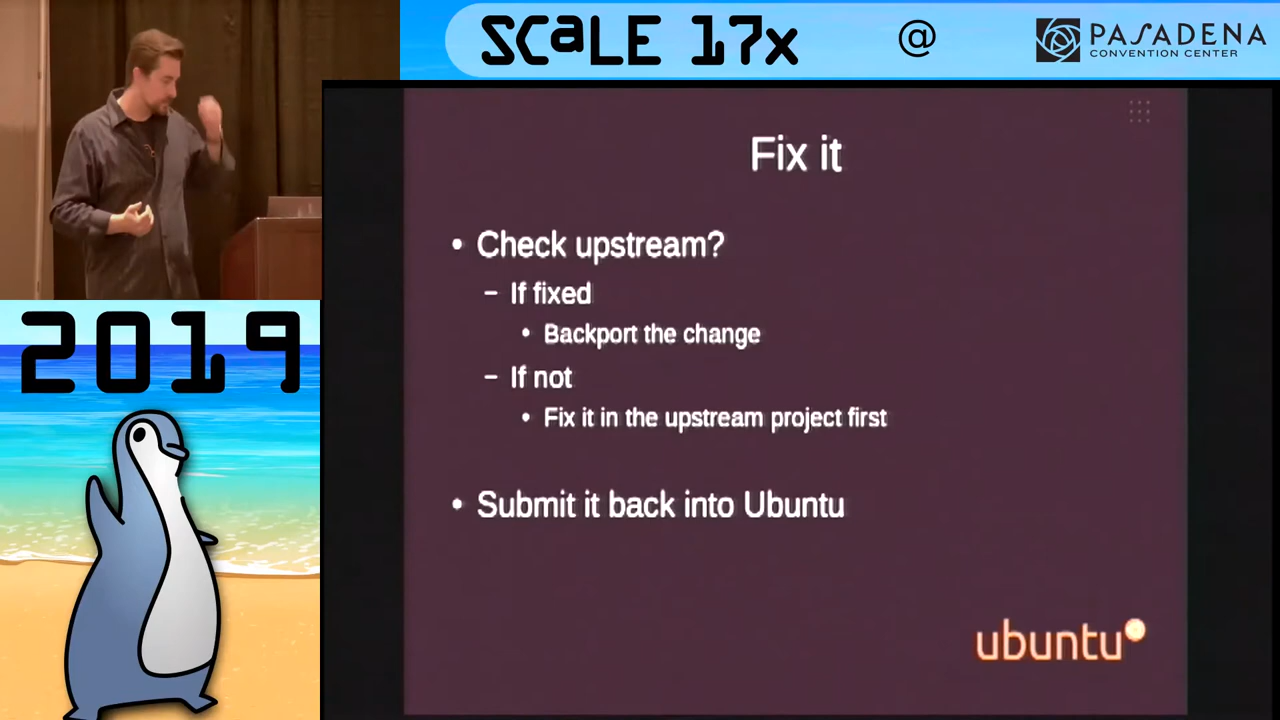 SCaLE 17x
@
PASADENA
CONVENTION CENTER
2019
Fix it
• Check upstream?
– If fixed
• Backport the change
– If not
• Fix it in the upstream project first
• Submit it back into Ubuntu
ubuntu